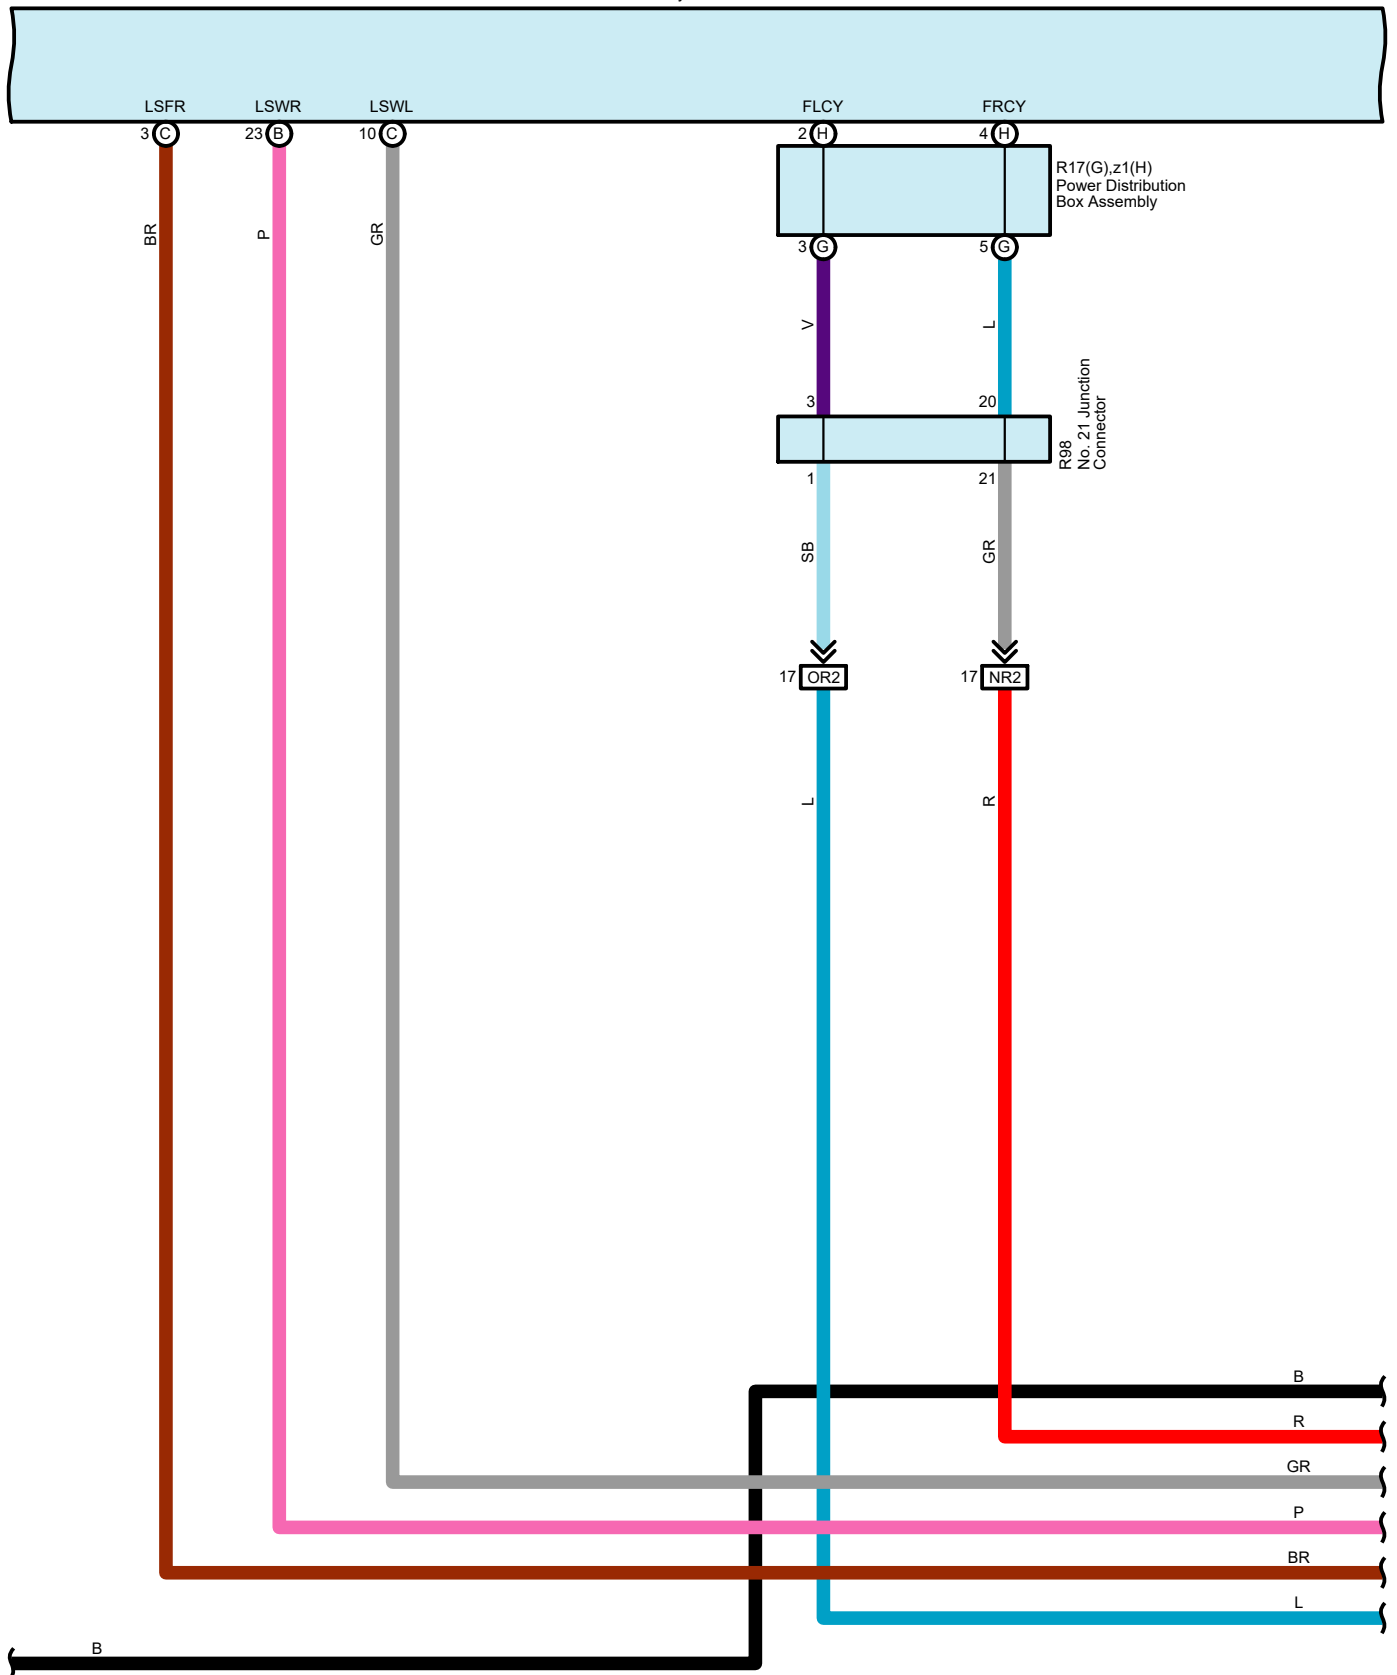 LSFR LSWR LSWL FLCY FRCY
3 C 23 B 10 C 2 H 4 H
R17(G),z1(H)
Power Distribution
Box Assembly
BR P GR
3 G 5 G
V L
3 20
R98
No. 21 Junction
Connector
1 21
SB GR
17 OR2 17 NR2
L R
B
R
GR
P
BR
L
B